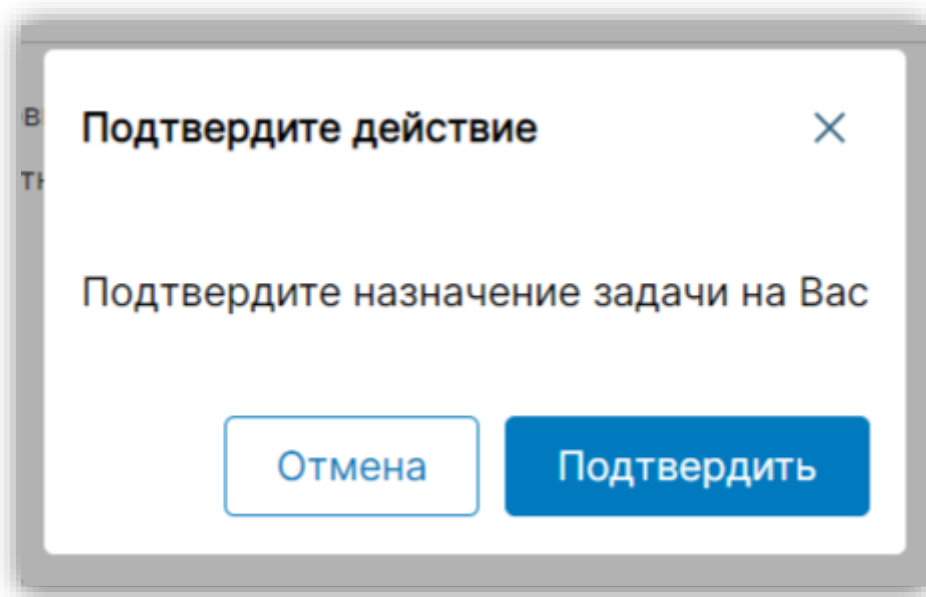 Подтвердите действие
Подтвердите назначение задачи на Вас
Отмена
Подтвердить